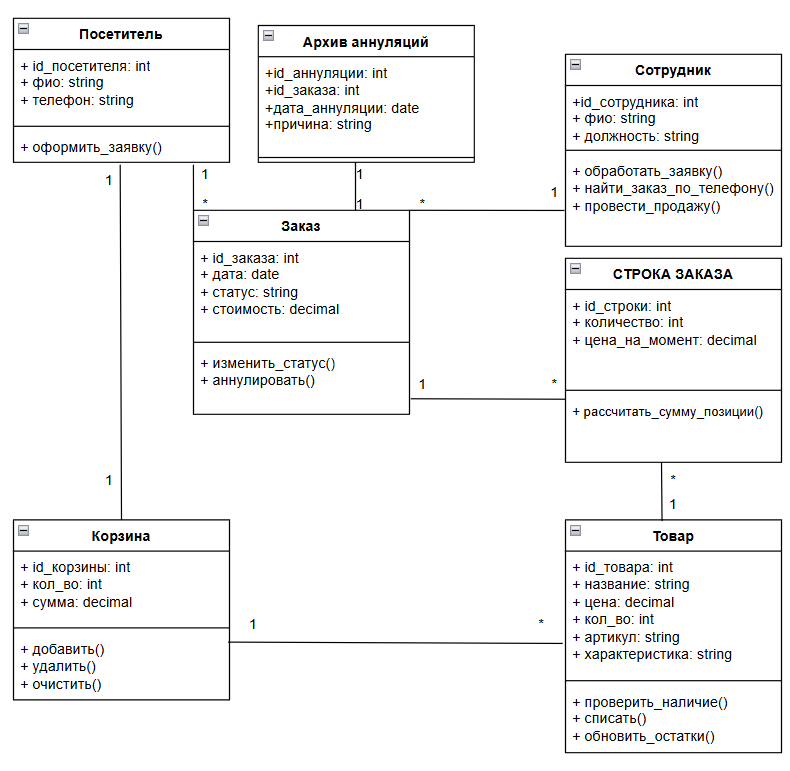 Посетитель
+ id_посетителя: int
+ фио: string
+ телефон: string
+ оформить_заявку()
Архив аннуляций
+id_аннуляции: int
+id_заказа: int
+дата_аннуляции: date
+причина: string
Сотрудник
+id_сотрудника: int
+ фио: string
+ должность: string
+ обработать_заявку()
+ найти_заказ_по_телефону()
+ провести_продажу()
1
1
1
*
1
*
1
Заказ
+ id_заказа: int
+ дата: date
+ статус: string
+ стоимость: decimal
+ изменить_статус()
+ аннулировать()
СТРОКА ЗАКАЗА
+ id_строки: int
+ количество: int
+ цена_на_момент: decimal
+ рассчитать_сумму_позиции()
1
*
1
*
1
Корзина
+ id_корзины: int
+ кол_во: int
+ сумма: decimal
+ добавить()
+ удалить()
+ очистить()
1
*
Товар
+ id_товара: int
+ название: string
+ цена: decimal
+ кол_во: int
+ артикул: string
+ характеристика: string
+ проверить_наличие()
+ списать()
+ обновить_остатки()